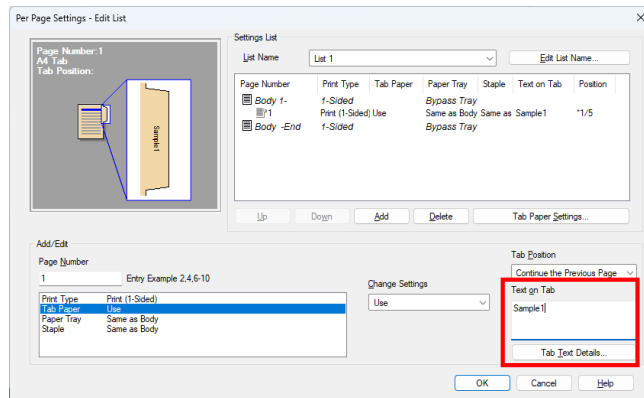 Per Page Settings - Edit List
Page Number:1
A4 Tab
Tab Position:
Sample1
Settings List
List Name
List 1
Edit List Name...
Page Number Print Type Tab Paper Paper Tray Staple Text on Tab Position
Body 1- 1-Sided Bypass Tray
*1 Print (1-Sided) Use Same as Body Same as Sample1 *1/5
Body -End 1-Sided Bypass Tray
Up Down Add Delete Tab Paper Settings...
Add/Edit
Page Number
1 Entry Example 2,4,6-10
Print Type Print (1-Sided)
Tab Paper Use
Paper Tray Same as Body
Staple Same as Body
Change Settings
Use
Tab Position
Continue the Previous Page
Text on Tab
Sample1
Tab Text Details...
OK Cancel Help